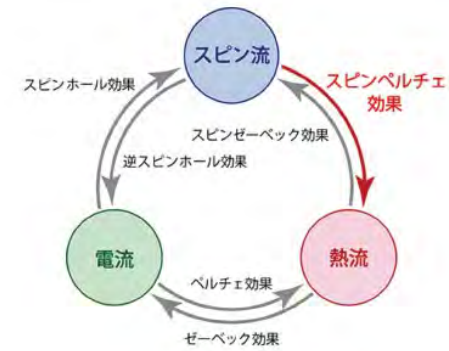 スピン流
スピンホール効果
スピンペルチェ
効果
スピンゼーベック効果
逆スピンホール効果
電流
熱流
ペルチェ効果
ゼーベック効果